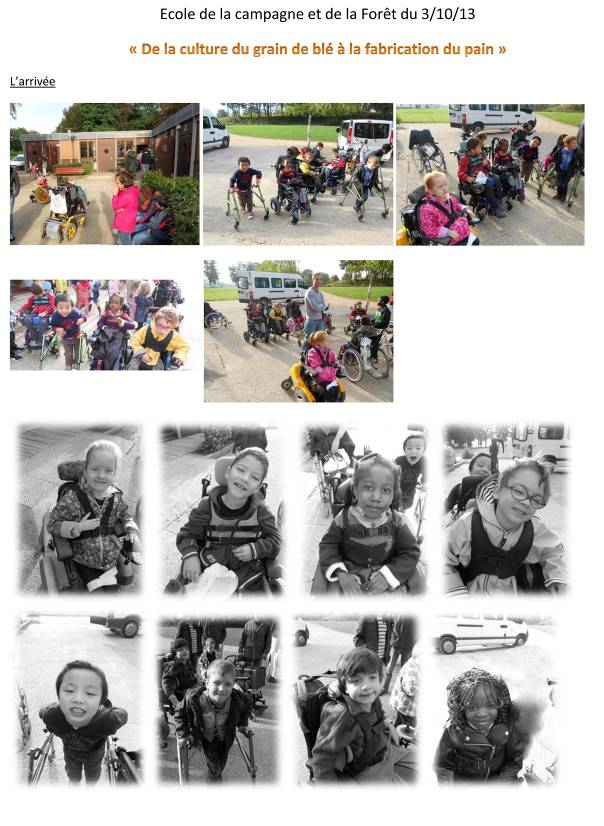 Ecole de la campagne et de la Forêt du 3/10/13
« De la culture du grain de blé à la fabrication du pain »
L’arrivée